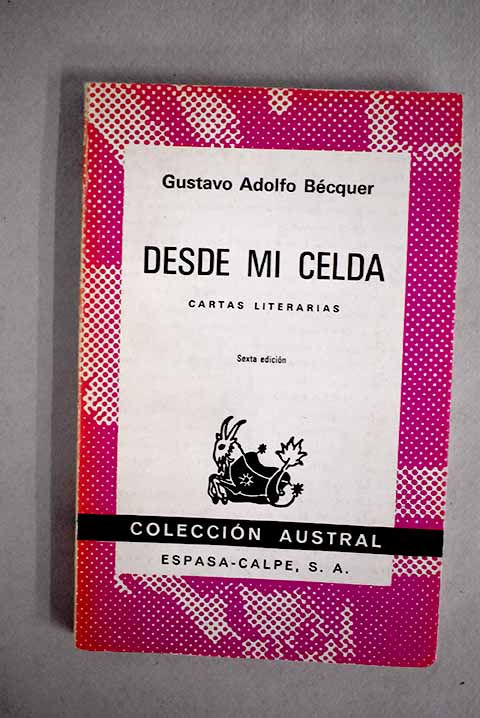 Gustavo Adolfo Bécquer
DESDE MI CELDA
CARTAS LITERARIAS
Sexta edición
COLECCIÓN AUSTRAL
ESPASA-CALPE, S. A.